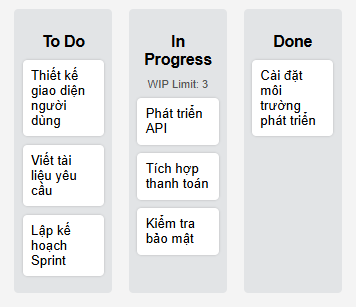 To Do
Thiết kế
giao diện
người
dùng
Viết tài
liệu yêu
cầu
Lập kế
hoạch
Sprint
In
Progress
WIP Limit: 3
Phát triển
API
Tích hợp
thanh toán
Kiểm tra
bảo mật
Done
Cài đặt
môi
trường
phát triển